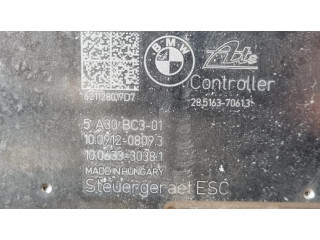 BMW
Ate
Controller
28.5163-7061.3
5 A30 BC3-01
10.0912-0809.3
10.0633-3038.1
MADE IN HUNGARY
Steuergeraet ESC